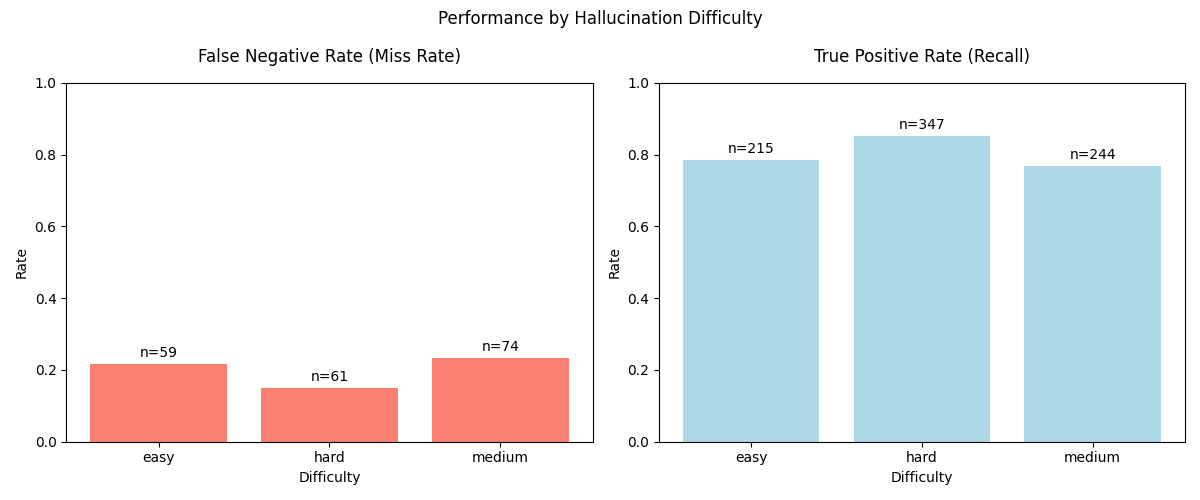 Performance by Hallucination Difficulty
False Negative Rate (Miss Rate)
1.0
0.8
0.6
0.4
0.2
0.0
Rate
n=59
n=61
n=74
easy
hard
medium
Difficulty
True Positive Rate (Recall)
1.0
0.8
0.6
0.4
0.2
0.0
Rate
n=215
n=347
n=244
easy
hard
medium
Difficulty